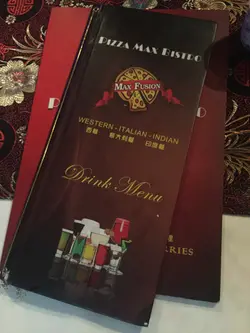 PIZZA MAX BISTRO
MAX FUSION
WESTERN - ITALIAN - INDIAN
西餐 意大利餐 印度餐
Drink Menu
P
RIES